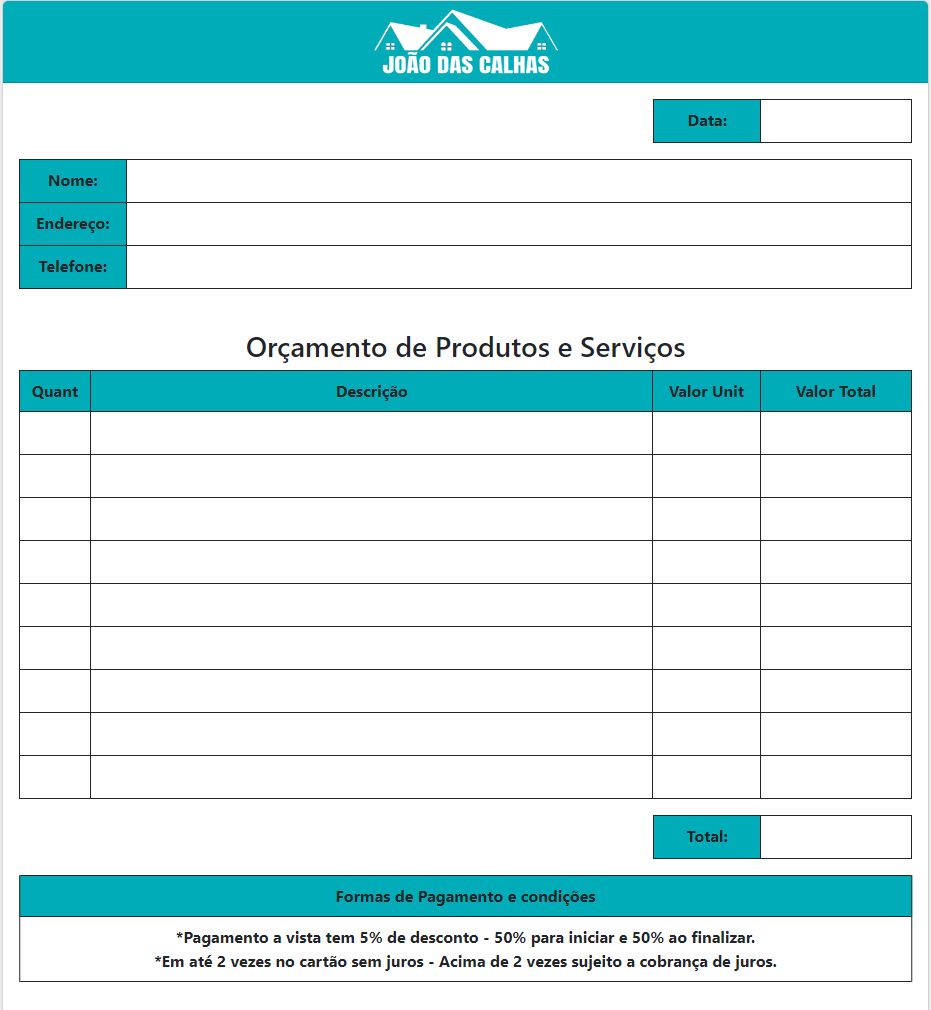 JOÃO DAS CALHAS
Data:
Nome:
Endereço:
Telefone:
Orçamento de Produtos e Serviços
Quant Descrição Valor Unit Valor Total
Total:
Formas de Pagamento e condições
*Pagamento a vista tem 5% de desconto - 50% para iniciar e 50% ao finalizar.
*Em até 2 vezes no cartão sem juros - Acima de 2 vezes sujeito a cobrança de juros.